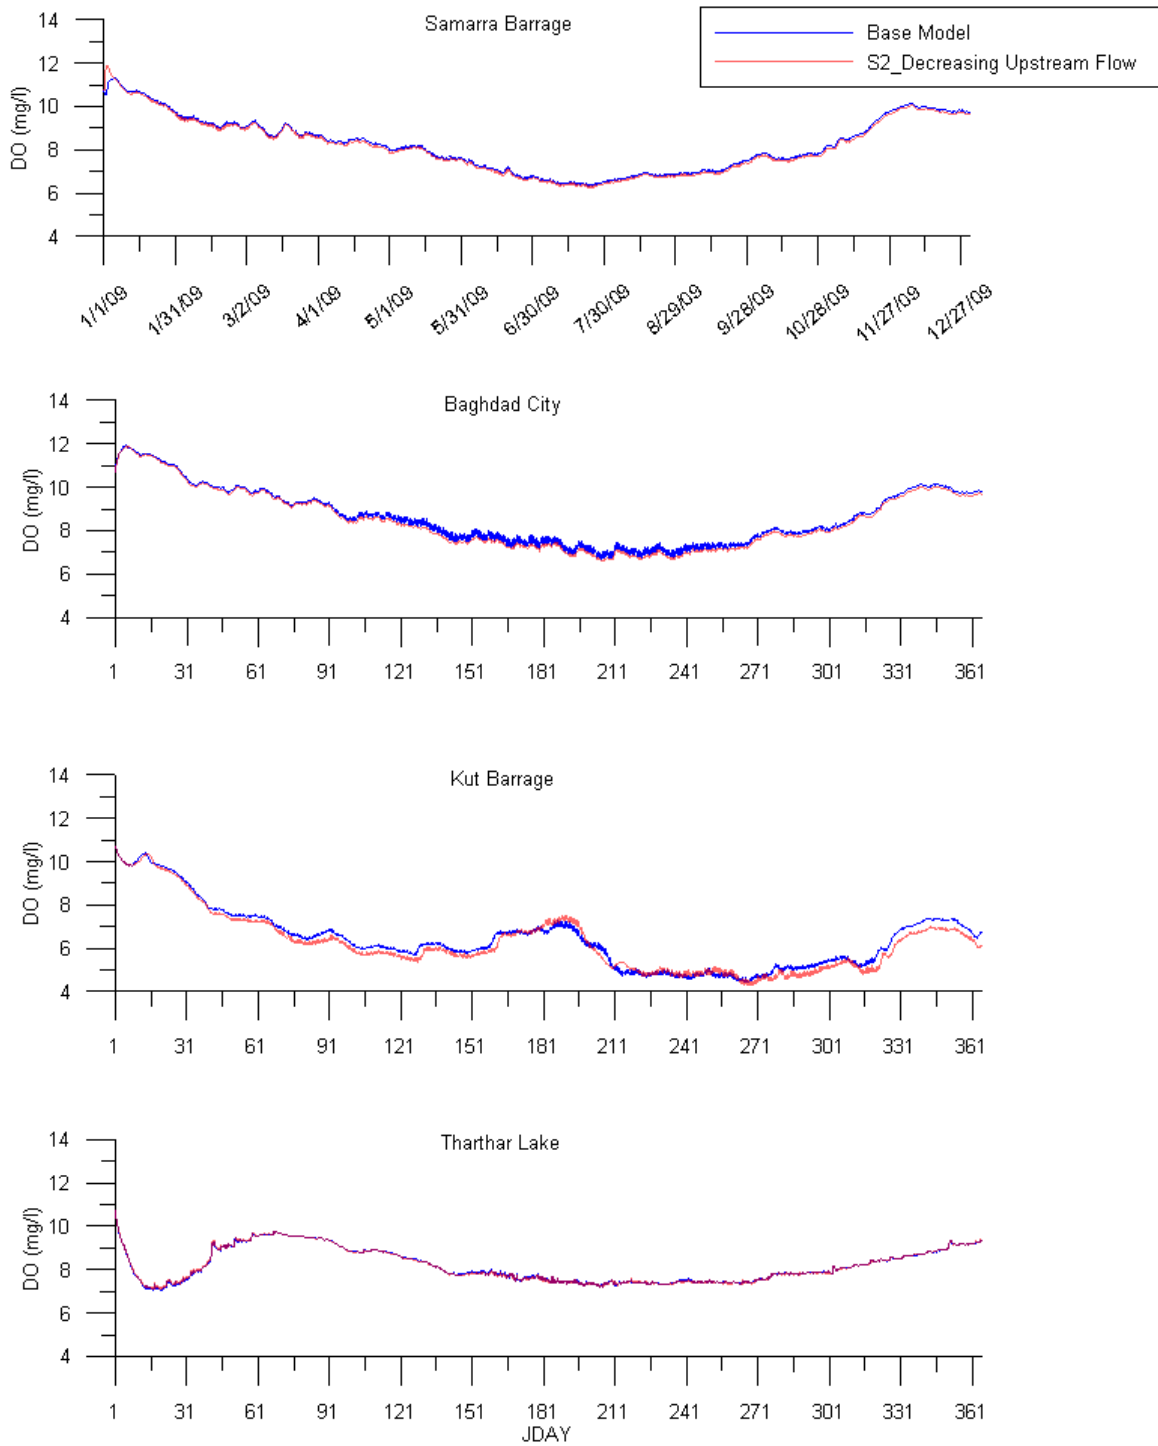 Samarra Barrage
Base Model
S2_Decreasing Upstream Flow
DO (mg/l)
14
12
10
8
6
4
1/1/09 1/31/09 3/2/09 4/1/09 5/1/09 5/31/09 6/30/09 7/30/09 8/29/09 9/28/09 10/28/09 11/27/09 12/27/09
Baghdad City
DO (mg/l)
14
12
10
8
6
4
1 31 61 91 121 151 181 211 241 271 301 331 361
Kut Barrage
DO (mg/l)
14
12
10
8
6
4
1 31 61 91 121 151 181 211 241 271 301 331 361
Tharthar Lake
DO (mg/l)
14
12
10
8
6
4
1 31 61 91 121 151 181 211 241 271 301 331 361
JDAY